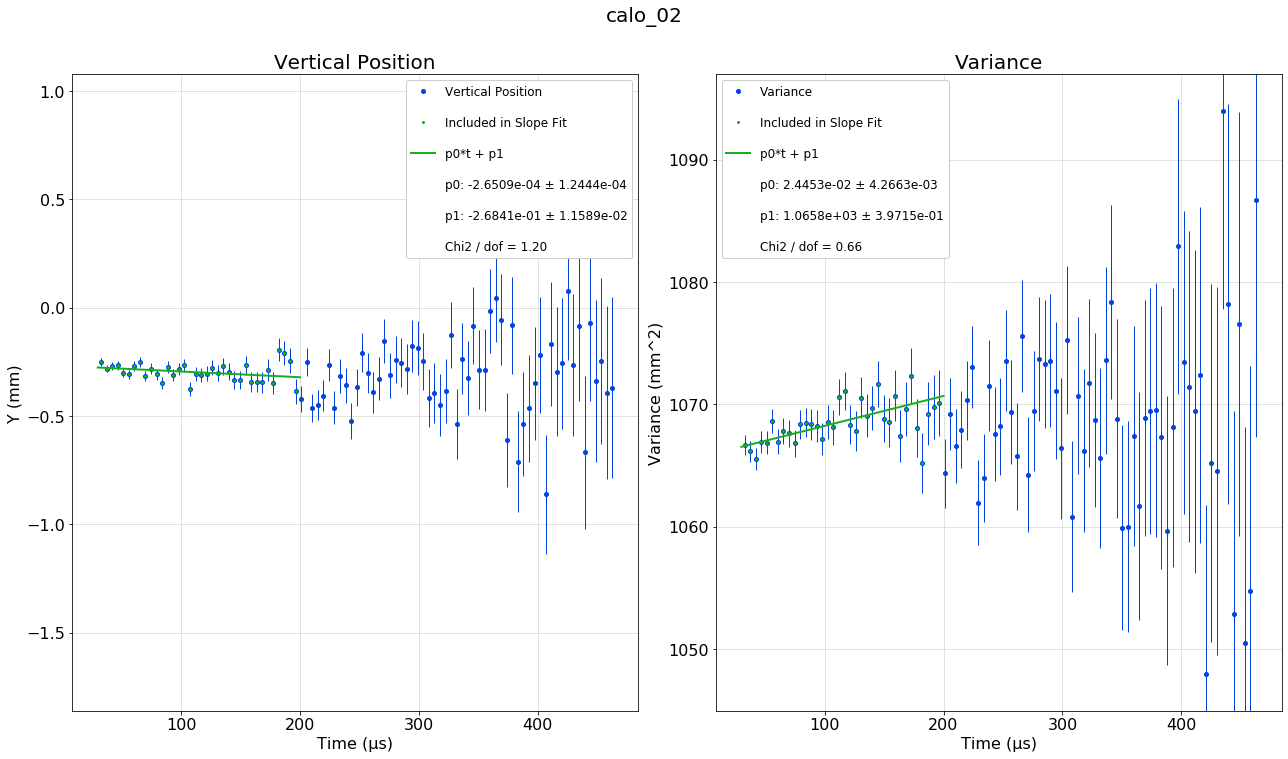 calo_02
Vertical Position
1.0
0.5
0.0
−0.5
−1.0
−1.5
Y (mm)
100
200
300
400
Time (µs)
Vertical Position
Included in Slope Fit
p0*t + p1
p0: -2.6509e-04 ± 1.2444e-04
p1: -2.6841e-01 ± 1.1589e-02
Chi2 / dof = 1.20
Variance
1090
1080
1070
1060
1050
Variance (mm^2)
100
200
300
400
Time (µs)
Variance
Included in Slope Fit
p0*t + p1
p0: 2.4453e-02 ± 4.2663e-03
p1: 1.0658e+03 ± 3.9715e-01
Chi2 / dof = 0.66